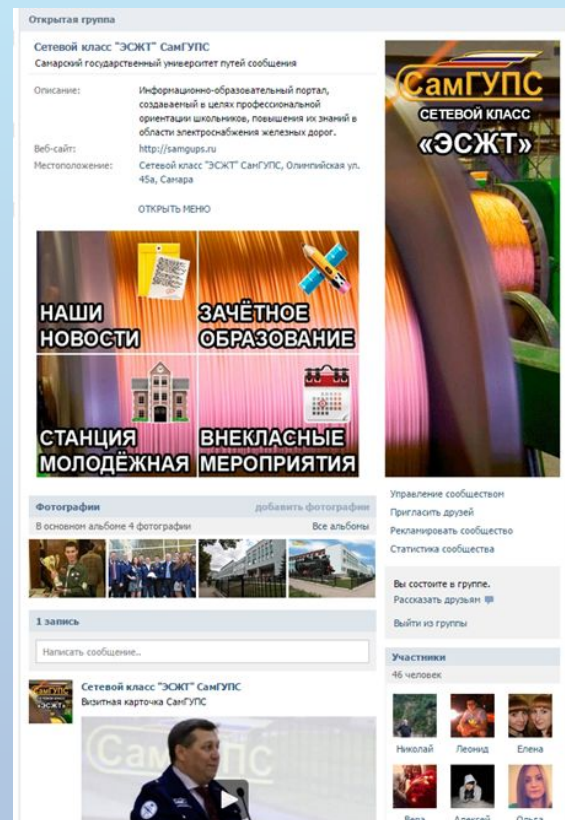 Открытая группа
Сетевой класс "ЭСЖТ" СамГУПС
Самарский государственный университет путей сообщения
Описание:
Информационно-образовательный портал,
создаваемый в целях профессиональной
ориентации школьников, повышения их знаний в
области электроснабжения железных дорог.
Веб-сайт:
http://samgups.ru
Местоположение:
Сетевой класс "ЭСЖТ" СамГУПС, Олимпийская ул.
45а, Самара
ОТКРЫТЬ МЕНЮ
НАШИ
НОВОСТИ
ЗАЧЁТНОЕ
ОБРАЗОВАНИЕ
СТАНЦИЯ
МОЛОДЁЖНАЯ
ВНЕКЛАСНЫЕ
МЕРОПРИЯТИЯ
Фотографии
добавить фотографии
В основном альбоме 4 фотографии
Все альбомы
1 запись
Написать сообщение..
СамГУПС
«ЭСЖТ»
Сетевой класс "ЭСЖТ" СамГУПС
Визитная карточка СамГУПС
СамГУПС
СамГУПС
СЕТЕВОЙ КЛАСС
«ЭСЖТ»
Управление сообществом
Пригласить друзей
Рекламировать сообщество
Статистика сообщества
Вы состоите в группе.
Рассказать друзьям
Выйти из группы
Участники
46 человек
Николай
Леонид
Елена
Вера
Алексей
Ольга